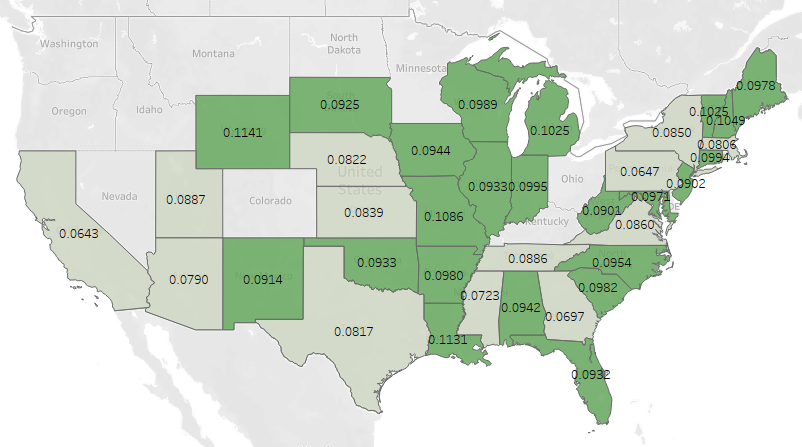 Washington
Montana
North
Dakota
Minnesota
Oregon
Idaho
0.1141
0.0925
0.0989
0.1025
0.1025
0.0978
0.1049
0.0850
0.0806
0.0994
0.0944
0.0822
United
States
Nevada
0.0887
Colorado
0.0839
0.1086
0.0933
0.0995
Ohio
0.0647
0.0902
0.0971
DE
0.0901
0.0860
Kentucky
0.0643
0.0790
0.0914
0.0933
0.0980
0.0886
0.0954
0.0982
0.0723
0.0942
0.0697
0.0817
0.1131
0.0932